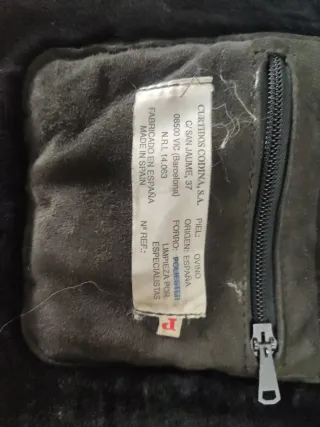 CURTIDOS CODINA, S.A.
C/ SAN JAUME, 37
08500 VIC (Barcelona)
N.R.I. 14.063
FABRICADO EN ESPAÑA
MADE IN SPAIN
PIEL: OVINO
ORIGEN: ESPAÑA
FORRO: POLIESTER
LIMPIEZA POR
ESPECIALISTAS
Nº REF.:
P